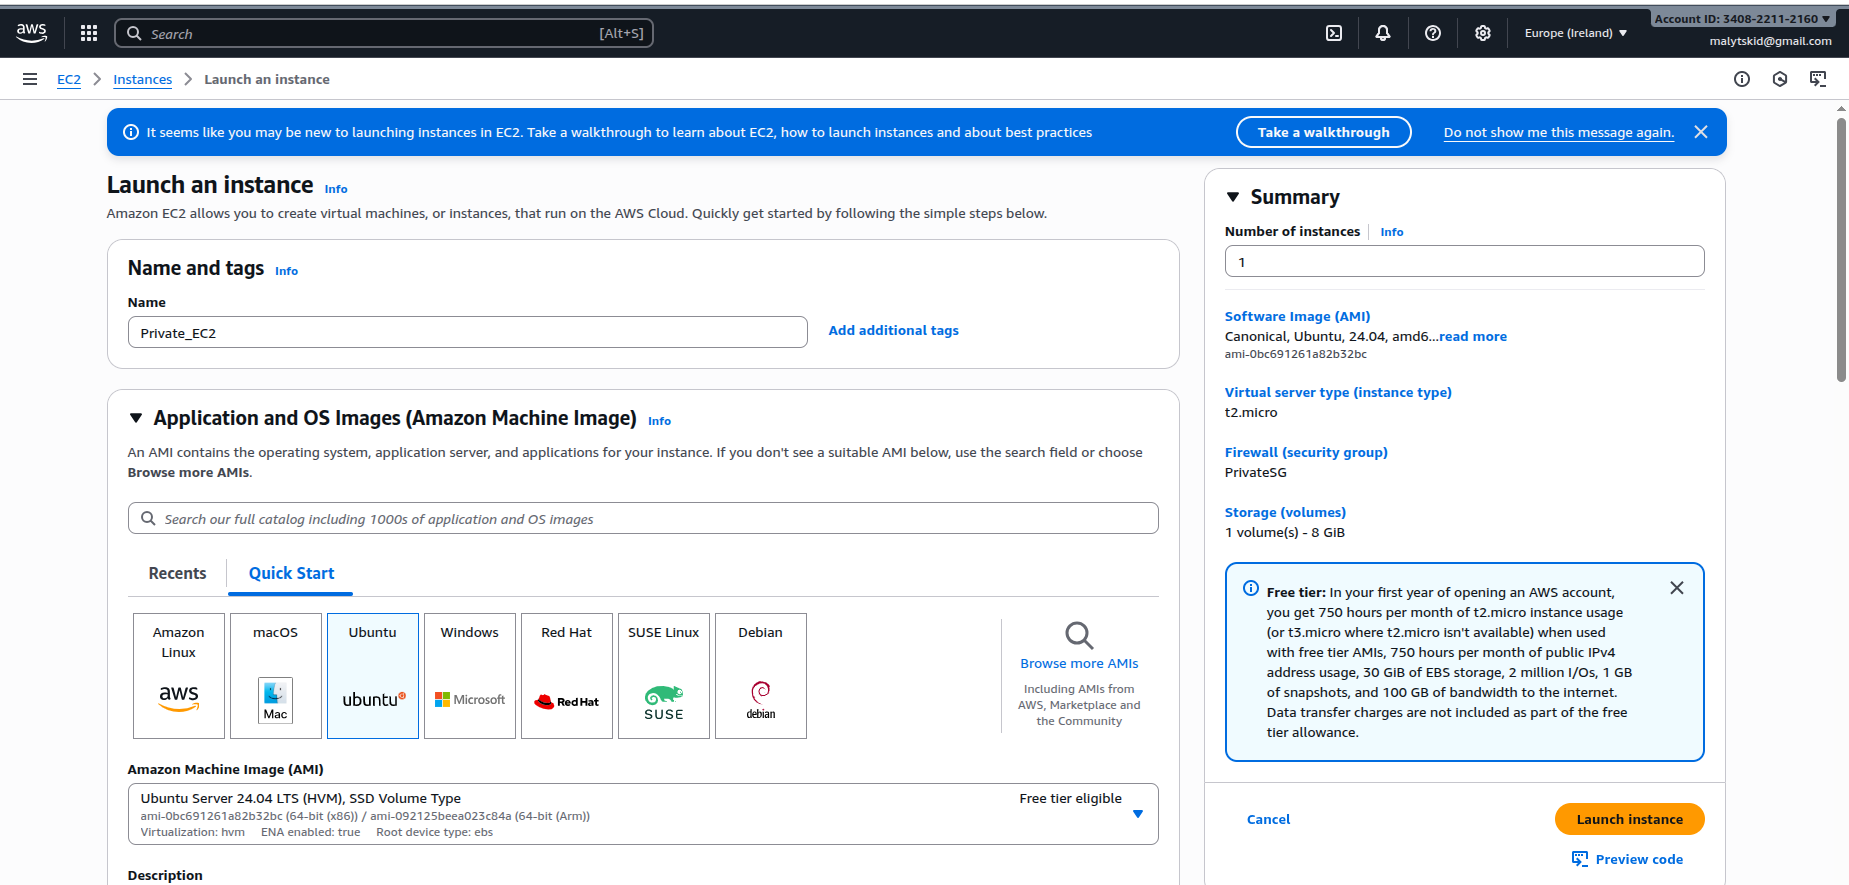 aws
Search
[Alt+S]
Europe (Ireland)
Account ID: 3408-2211-2160
malytskid@gmail.com
EC2
Instances
Launch an instance
It seems like you may be new to launching instances in EC2. Take a walkthrough to learn about EC2, how to launch instances and about best practices
Take a walkthrough
Do not show me this message again.
Launch an instance Info
Amazon EC2 allows you to create virtual machines, or instances, that run on the AWS Cloud. Quickly get started by following the simple steps below.
Name and tags Info
Name
Private_EC2
Add additional tags
Application and OS Images (Amazon Machine Image) Info
An AMI contains the operating system, application server, and applications for your instance. If you don't see a suitable AMI below, use the search field or choose
Browse more AMIs.
Search our full catalog including 1000s of application and OS images
Recents
Quick Start
Amazon
Linux
aws
macOS
Mac
Ubuntu
ubuntu
Windows
Microsoft
Red Hat
Red Hat
SUSE Linux
SUSE
Debian
debian
Browse more AMIs
Including AMIs from
AWS, Marketplace and
the Community
Amazon Machine Image (AMI)
Ubuntu Server 24.04 LTS (HVM), SSD Volume Type
Free tier eligible
ami-0bc691261a82b32bc (64-bit (x86)) / ami-092125beea023c84a (64-bit (Arm))
Virtualization: hvm ENA enabled: true Root device type: ebs
Description
Summary
Number of instances Info
1
Software Image (AMI)
Canonical, Ubuntu, 24.04, amd6...read more
ami-0bc691261a82b32bc
Virtual server type (instance type)
t2.micro
Firewall (security group)
PrivateSG
Storage (volumes)
1 volume(s) - 8 GiB
Free tier: In your first year of opening an AWS account,
you get 750 hours per month of t2.micro instance usage
(or t3.micro where t2.micro isn't available) when used
with free tier AMIs, 750 hours per month of public IPv4
address usage, 30 GiB of EBS storage, 2 million I/Os, 1 GB
of snapshots, and 100 GB of bandwidth to the internet.
Data transfer charges are not included as part of the free
tier allowance.
Cancel
Launch instance
Preview code